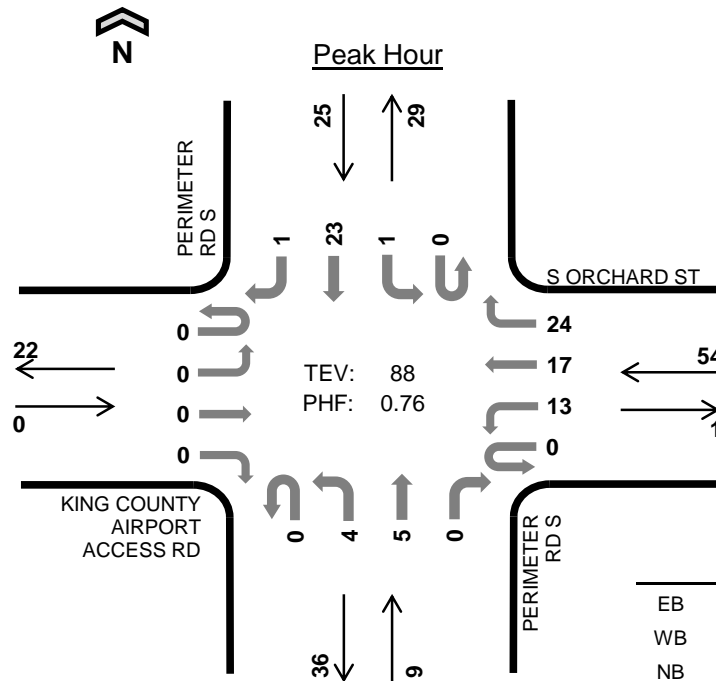 N
Peak Hour
25
29
PERIMETER
RD S
1
23
1
0
S ORCHARD ST
0
0
0
0
24
17
13
0
22
0
54
1
TEV: 88
PHF: 0.76
KING COUNTY
AIRPORT
ACCESS RD
0
4
5
0
PERIMETER
RD S
36
9
EB
WB
NB